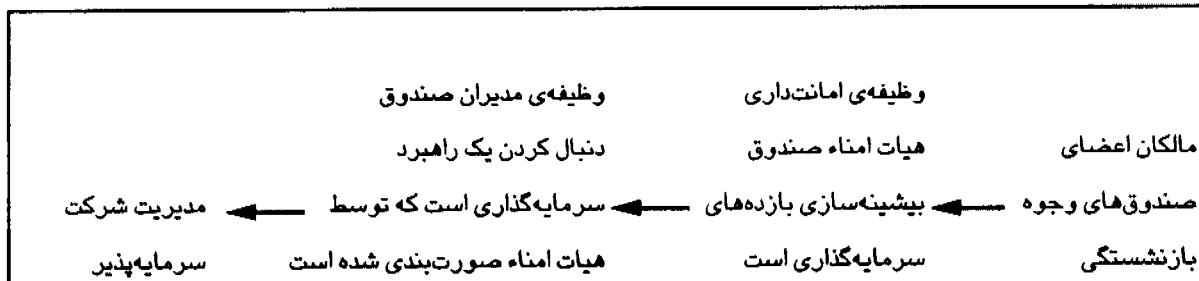 مالکان اعضای
صندوق‌های وجوه
بازنشستگی
وظیفه‌ی امانت‌داری
هیات امناء صندوق
بیشینه‌سازی بازده‌های
سرمایه‌گذاری است
وظیفه‌ی مدیران صندوق
دنبال کردن یک راهبرد
سرمایه‌گذاری است که توسط
هیات امناء صورت‌بندی شده است
مدیریت شرکت
سرمایه‌پذیر